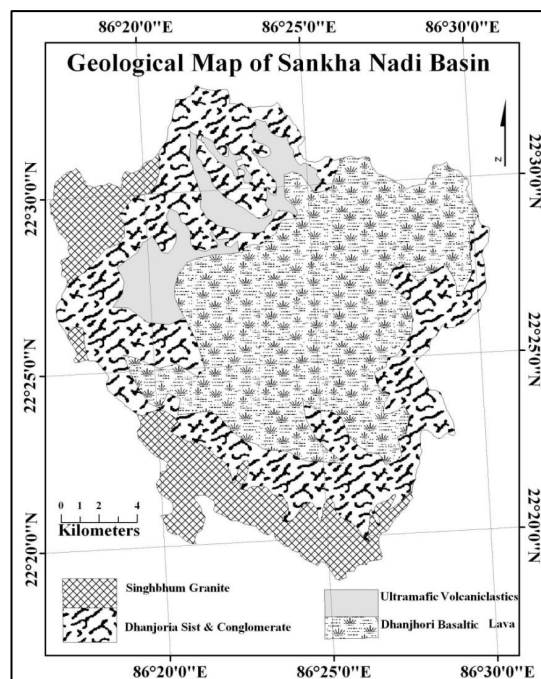 86°20'0"E 86°25'0"E 86°30'0"E
Geological Map of Sankha Nadi Basin
22°30'0"N
22°30'0"N
z
22°25'0"N
22°25'0"N
22°20'0"N
22°20'0"N
0 1 2 4
Kilometers
Singhbhum Granite
Dhanjoria Sist & Conglomerate
Ultramafic Volcaniclastics
Dhanjhori Basaltic Lava
86°20'0"E 86°25'0"E 86°30'0"E